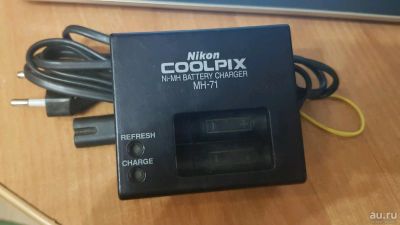 Nikon
COOLPIX
Ni-MH BATTERY CHARGER
MH-71
REFRESH
CHARGE
au.ru